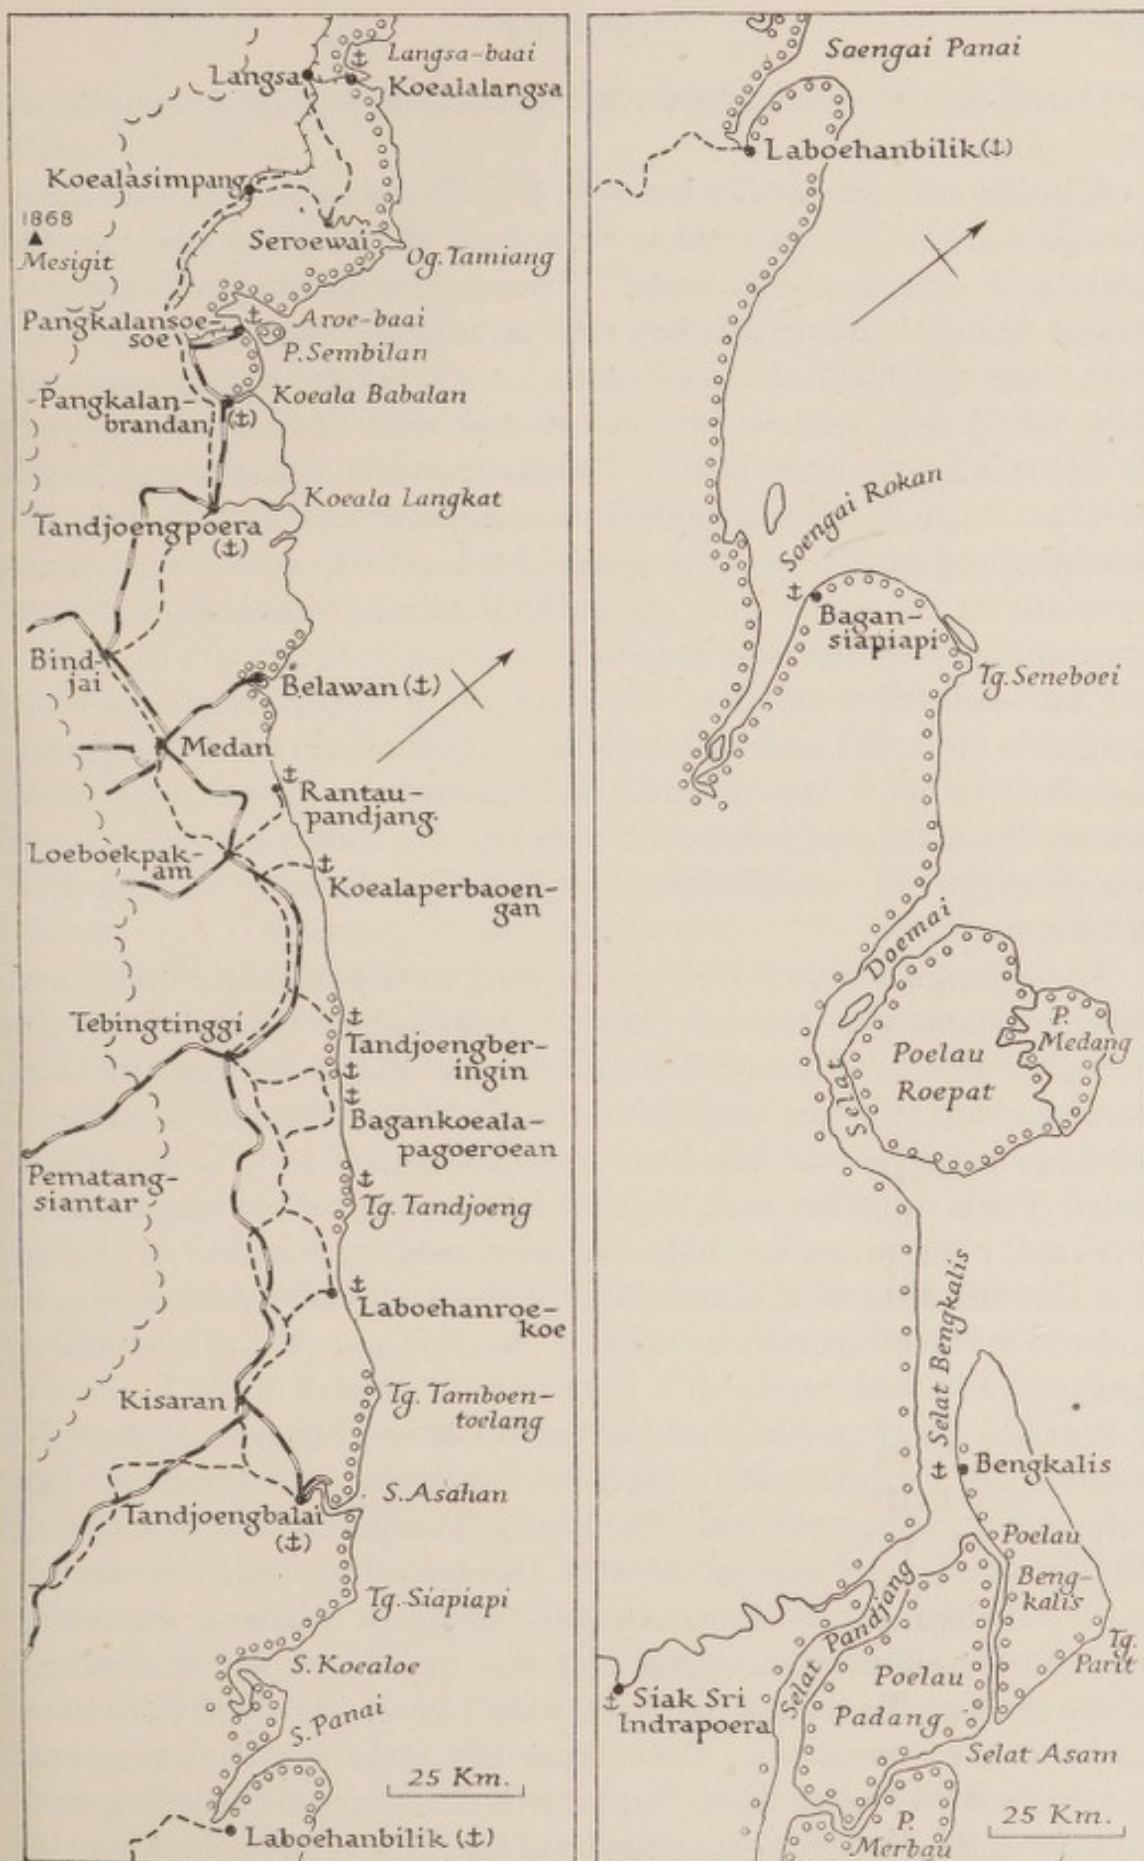 Langsa-baai
Langsa
Koealalangsa
Koealasimpang
1868
Mesigit
Seroewai
Og. Tamiang
Pangkalansoe-
soe
Aroe-baai
P. Sembilan
Pangkalan-
brandan
Koeala Babalan
Koeala Langkat
Tandjoengpoera
Bind-
jai
Belawan
Medan
Rantau-
pandjang
Loeboekpak-
am
Koealaperbaoen-
gan
Tebingtinggi
Tandjoengber-
ingin
Bagankoeala-
pagoeroean
Pematang-
siantar
Tg. Tandjoeng
Laboehanroe-
koe
Kisaran
Tg. Tamboen-
toelang
S. Asahan
Tandjoengbalai
Tg. Siapiapi
S. Koealoe
S. Panai
25 Km.
Laboehanbilik
Soengai Panai
Laboehanbilik
Soengai Rokan
Bagan-
siapiapi
Tg. Seneboei
Selat Doemai
Poelau
Roepat
P.
Medang
Selat Bengkalis
Bengkalis
Poelau
Beng-
kalis
Tg.
Parit
Selat Pandjang
Siak Sri
Indrapoera
Poelau
Padang
Selat Asam
P.
Merbau
25 Km.